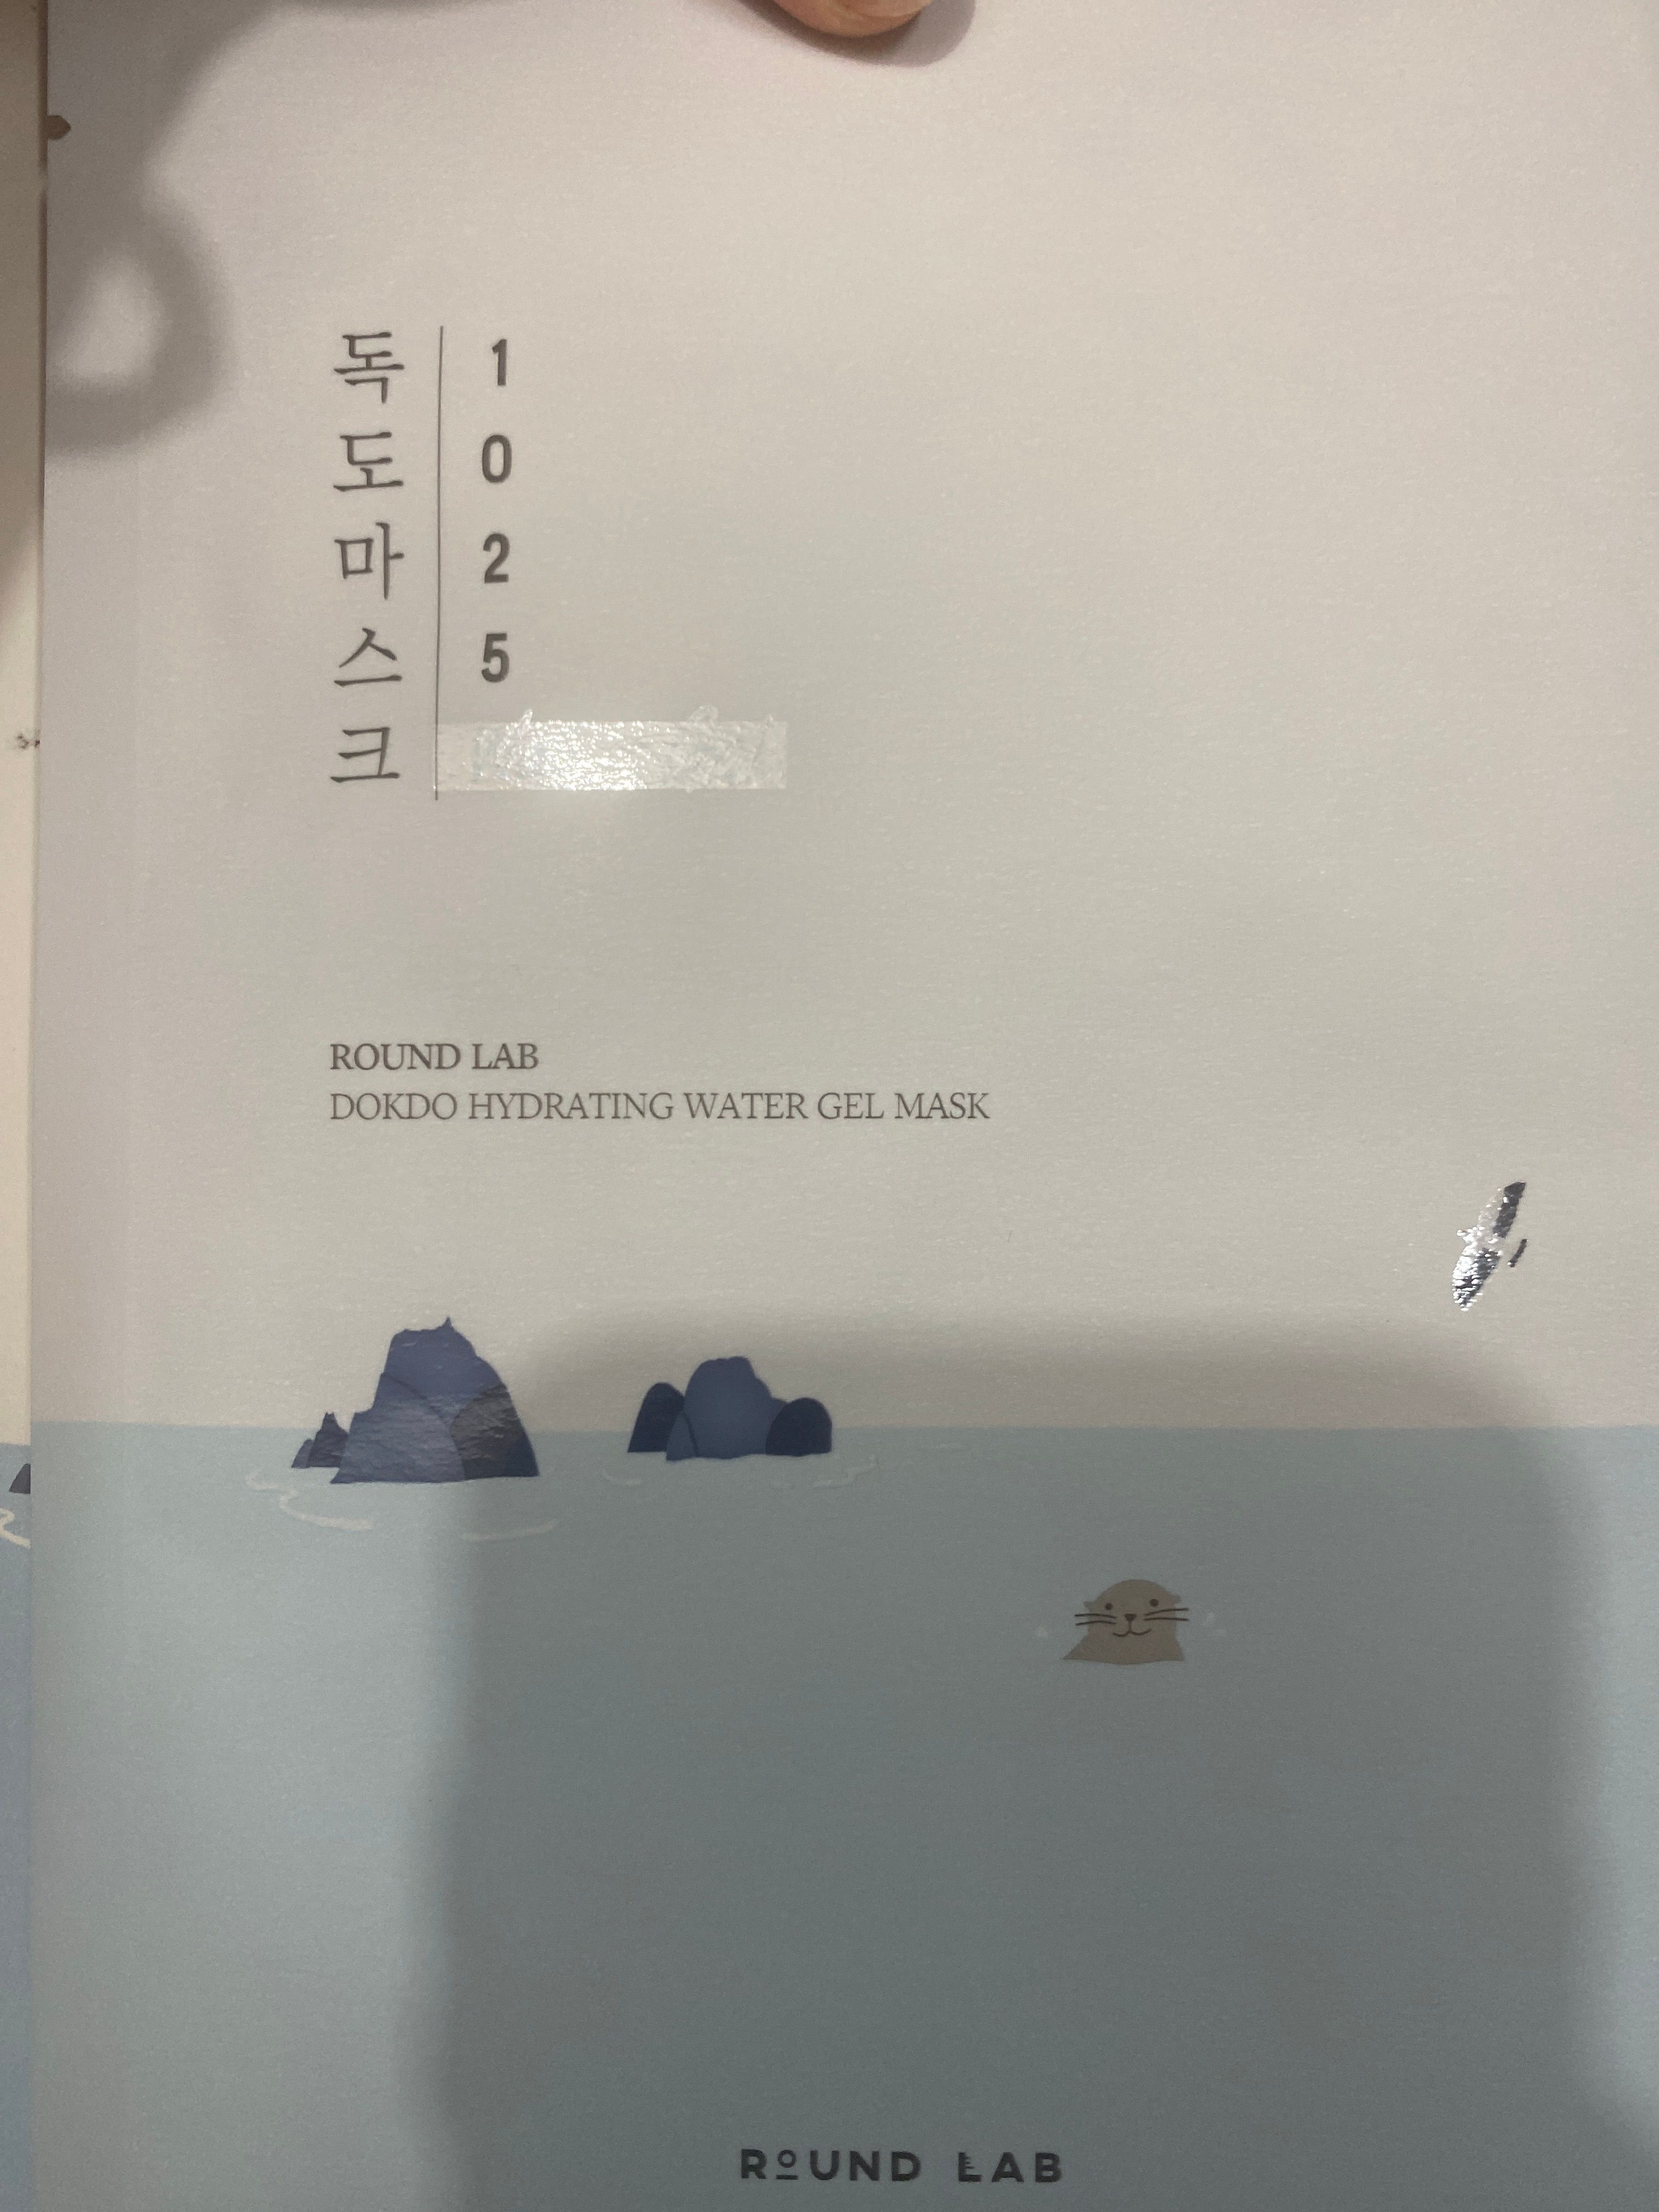 독도마스크
1025
ROUND LAB
DOKDO HYDRATING WATER GEL MASK
ROUND LAB